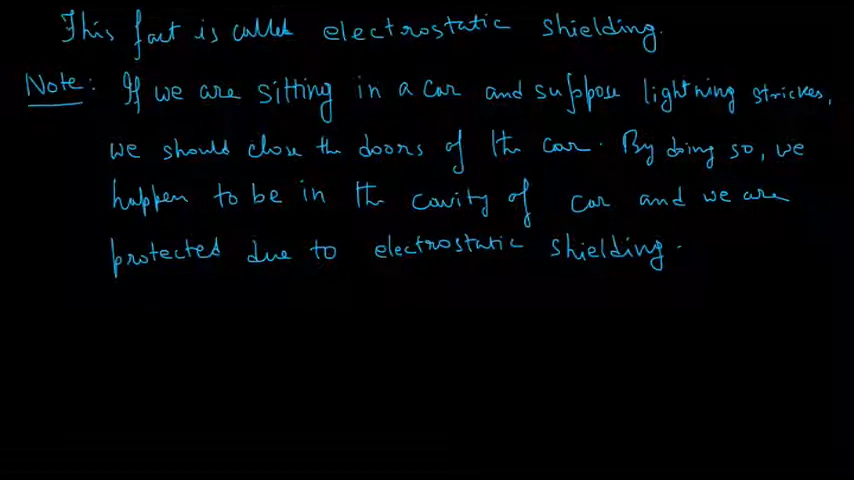 This fact is called electrostatic shielding.
Note: If we are sitting in a car and suppose lightning strickes,
we should close the doors of the car. By doing so, we
happen to be in the cavity of car and we are
protected due to electrostatic shielding.